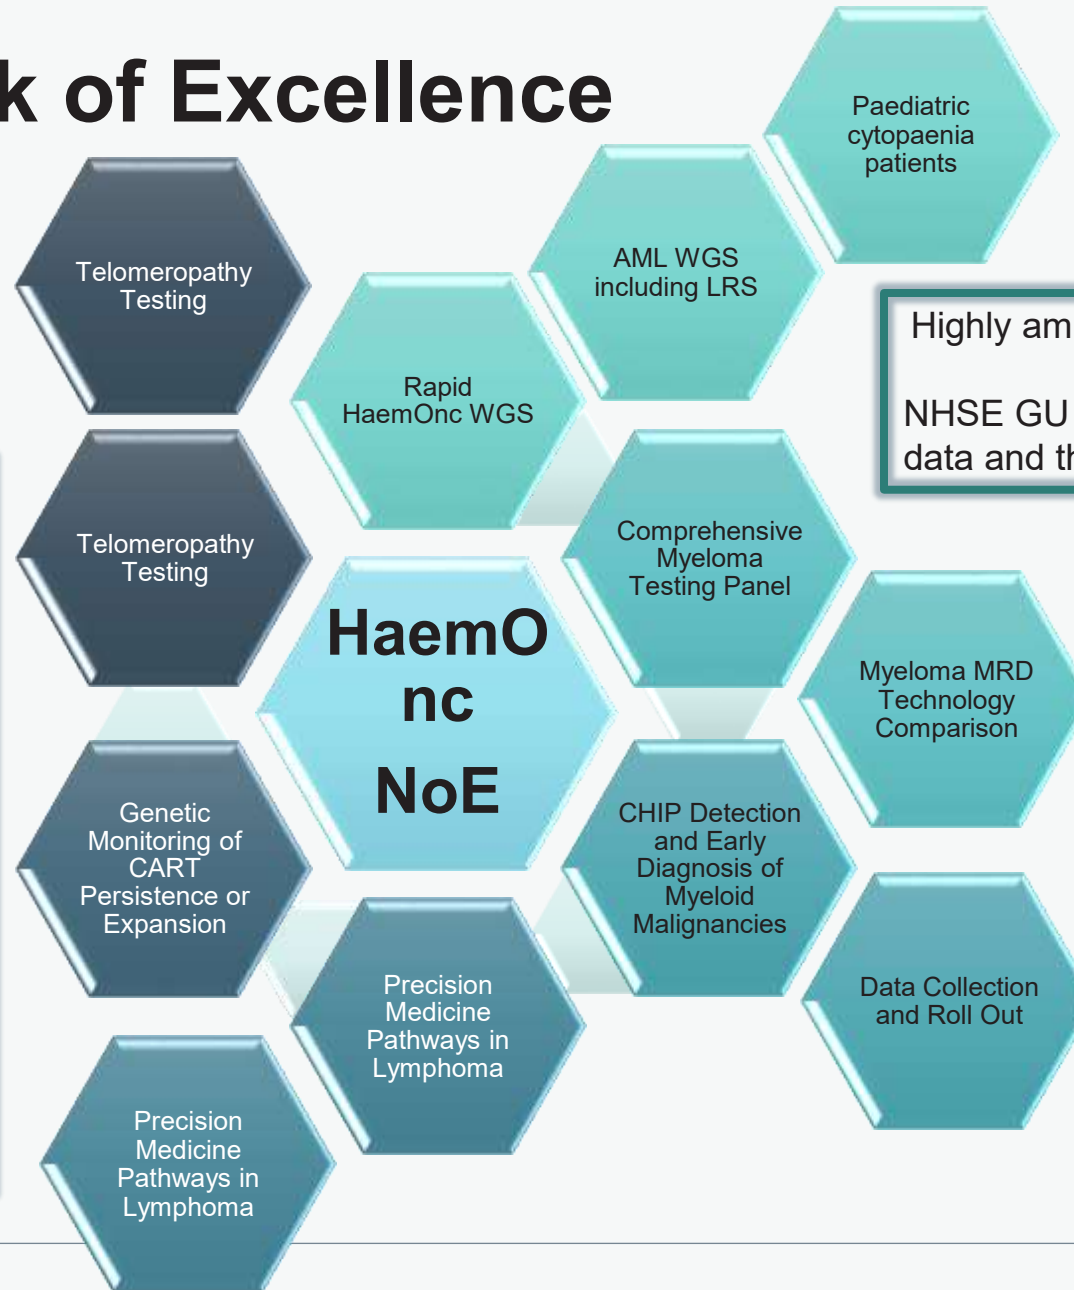 k of Excellence
Paediatric
cytopaenia
patients
Telomeropathy
Testing
AML WGS
including LRS
Rapid
HaemOnc WGS
Highly am
NHSE GU
data and th
Telomeropathy
Testing
Comprehensive
Myeloma
Testing Panel
HaemO
nc
NoE
Myeloma MRD
Technology
Comparison
Genetic
Monitoring of
CART
Persistence or
Expansion
CHIP Detection
and Early
Diagnosis of
Myeloid
Malignancies
Precision
Medicine
Pathways in
Lymphoma
Data Collection
and Roll Out
Precision
Medicine
Pathways in
Lymphoma